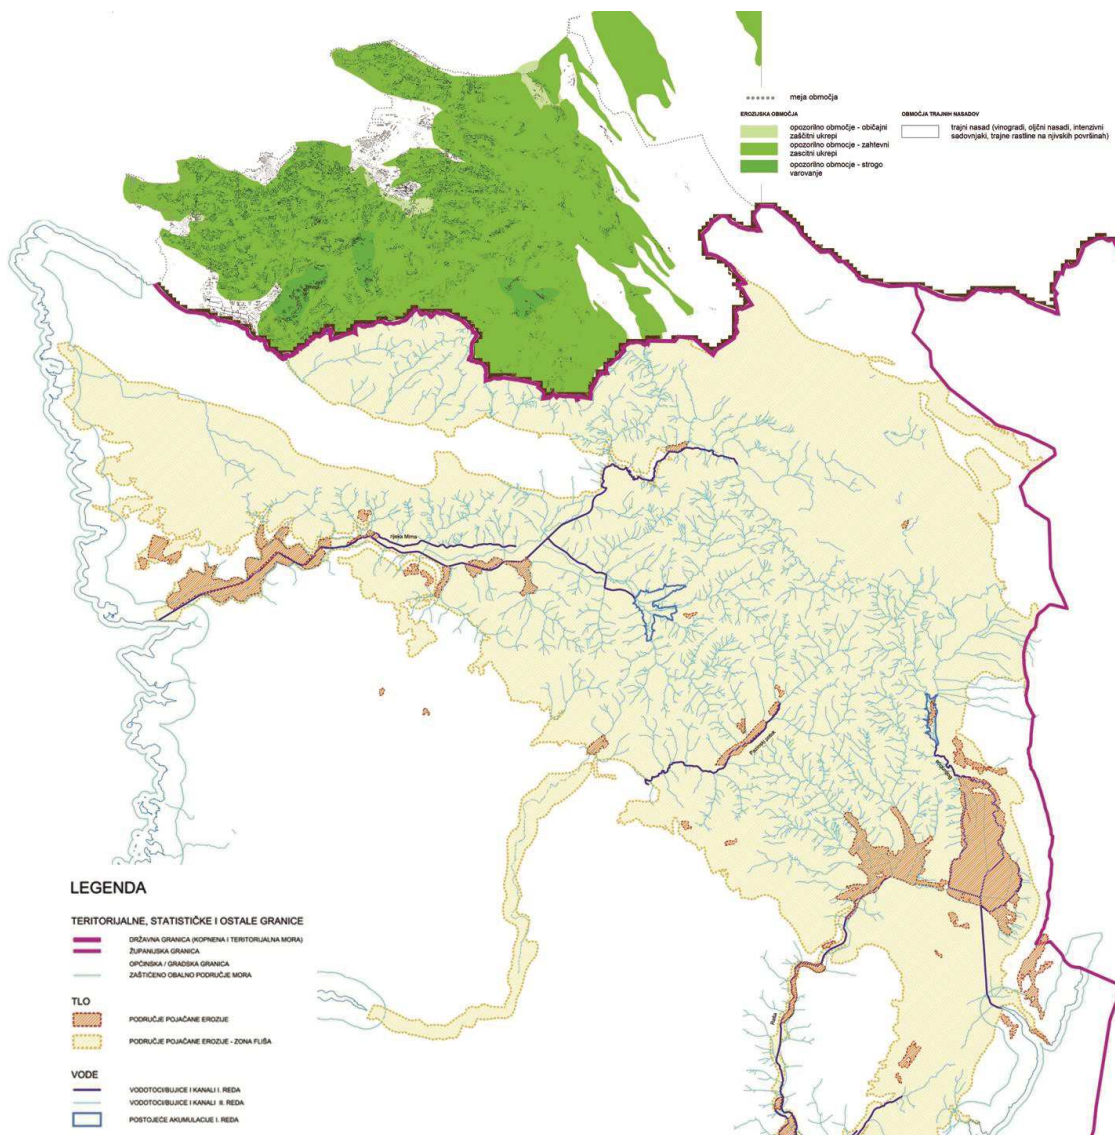 meja območja
EROZIJSKA OBMOČJA
opozorilno območje - običajni
zaščitni ukrepi
opozorilno obmocje - zahtevni
zascitni ukrepi
opozorilno obmocje - strogo
varovanje
OBMOČJA TRAJNIH NASADOV
trajni nasad (vinogradi, oljčni nasadi, intenzivni
sadovnjaki, trajne rastline na njivskih površinah)
rijeka Mirna
Pazinski potok
Boljunčica
Raša
LEGENDA
TERITORIJALNE, STATISTIČKE I OSTALE GRANICE
DRŽAVNA GRANICA (KOPNENA I TERITORIJALNA MORA)
ŽUPANIJSKA GRANICA
OPĆINSKA / GRADSKA GRANICA
ZAŠTIĆENO OBALNO PODRUČJE MORA
TLO
PODRUČJE POJAČANE EROZIJE
PODRUČJE POJAČANE EROZIJE - ZONA FLIŠA
VODE
VODOTOCI/BUJICE I KANALI I. REDA
VODOTOCI/BUJICE I KANALI II. REDA
POSTOJEĆE AKUMULACIJE I. REDA